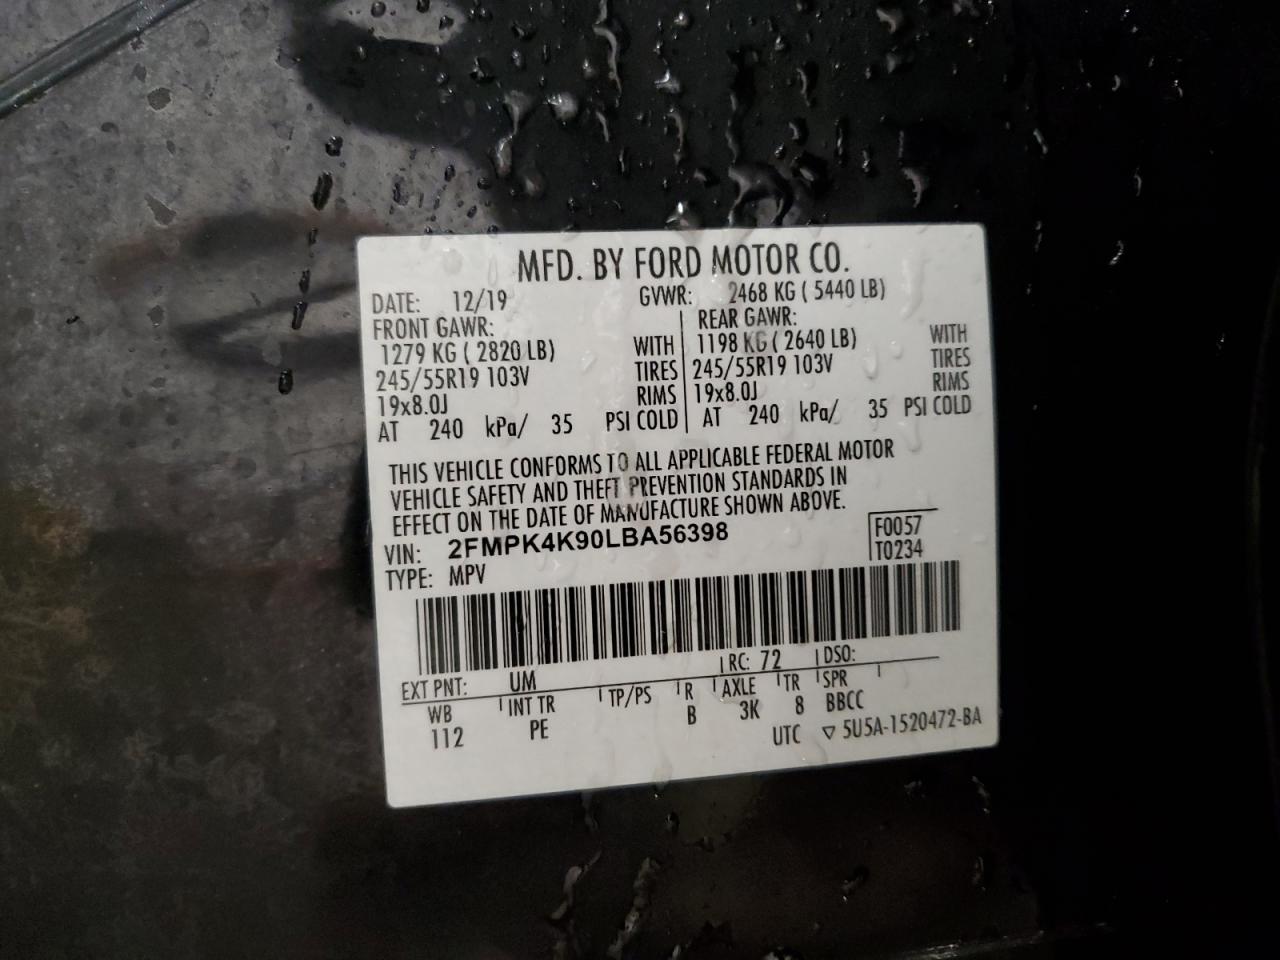 MFD. BY FORD MOTOR CO.
DATE: 12/19 GVWR: 2468 KG ( 5440 LB)
FRONT GAWR: REAR GAWR:
1279 KG ( 2820 LB) WITH 1198 KG ( 2640 LB) WITH
245/55R19 103V TIRES 245/55R19 103V TIRES
19x8.0J RIMS 19x8.0J RIMS
AT 240 kPa/ 35 PSI COLD AT 240 kPa/ 35 PSI COLD
THIS VEHICLE CONFORMS TO ALL APPLICABLE FEDERAL MOTOR
VEHICLE SAFETY AND THEFT PREVENTION STANDARDS IN
EFFECT ON THE DATE OF MANUFACTURE SHOWN ABOVE.
VIN: 2FMPK4K90LBA56398 F0057
TYPE: MPV T0234
EXT PNT: UM RC: 72 DSO:
WB INT TR TP/PS R AXLE TR SPR
112 PE B 3K 8 BBCC
UTC ▽ 5U5A-1520472-BA